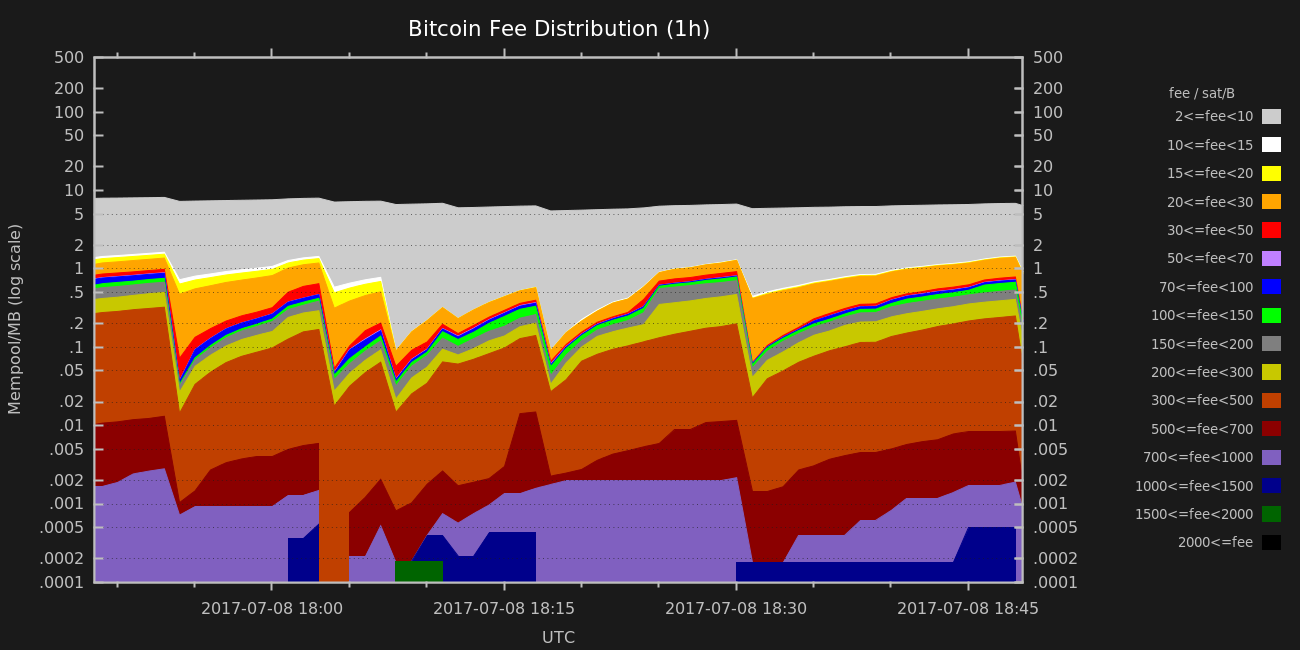 Bitcoin Fee Distribution (1h)
Mempool/MB (log scale)
500
200
100
50
20
10
5
2
1
.5
.2
.1
.05
.02
.01
.005
.002
.001
.0005
.0002
.0001
500
200
100
50
20
10
5
2
1
.5
.2
.1
.05
.02
.01
.005
.002
.001
.0005
.0002
.0001
2017-07-08 18:00
2017-07-08 18:15
2017-07-08 18:30
2017-07-08 18:45
UTC
fee / sat/B
2<=fee<10
10<=fee<15
15<=fee<20
20<=fee<30
30<=fee<50
50<=fee<70
70<=fee<100
100<=fee<150
150<=fee<200
200<=fee<300
300<=fee<500
500<=fee<700
700<=fee<1000
1000<=fee<1500
1500<=fee<2000
2000<=fee